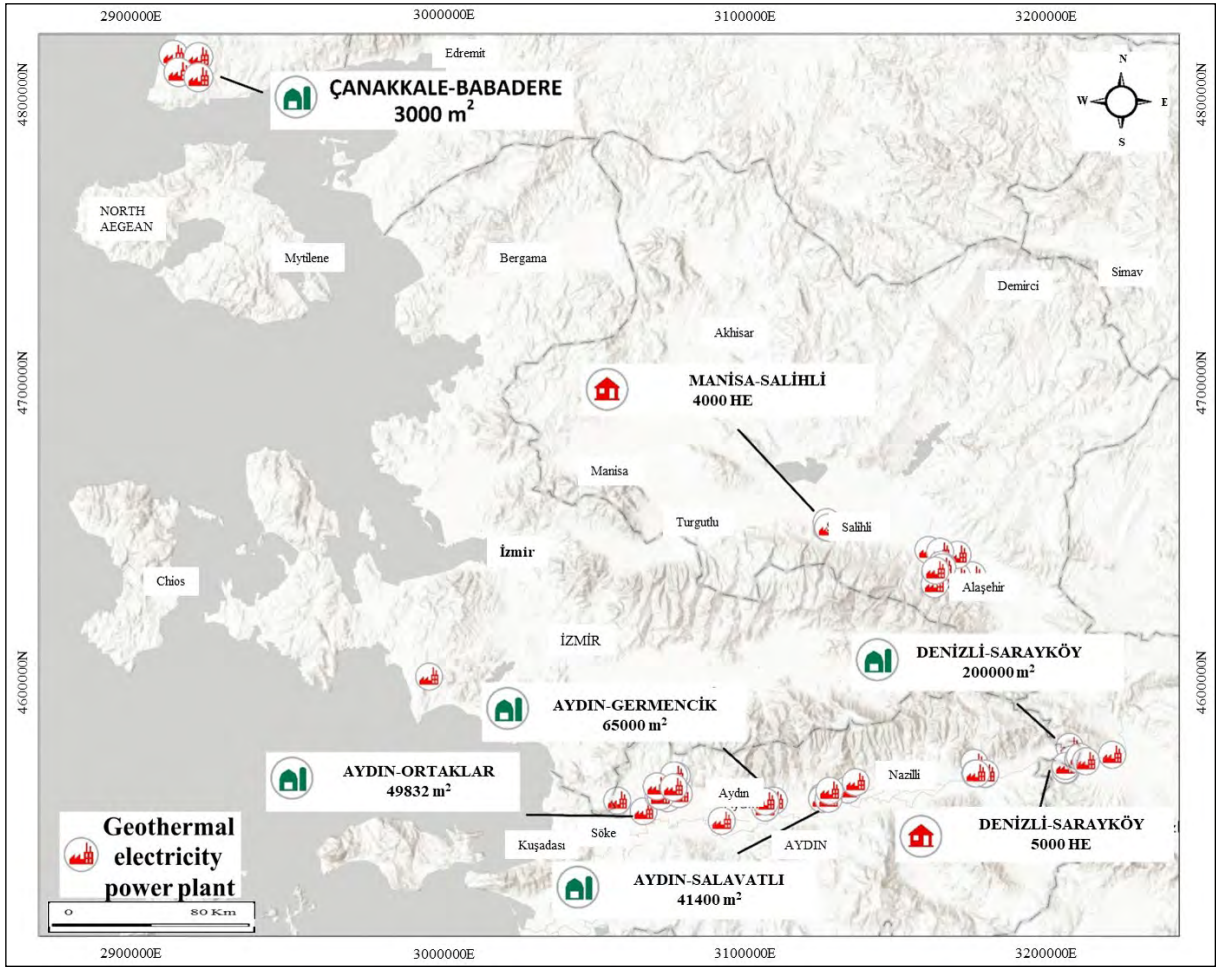 2900000E
3000000E
3100000E
3200000E
4800000N
4800000N
Edremit
ÇANAKKALE-BABADERE
3000 m²
N
W
E
S
NORTH
AEGEAN
Mytilene
Bergama
Simav
Demirci
Akhisar
4700000N
4700000N
MANİSA-SALİHLİ
4000 HE
Manisa
Turgutlu
Salihli
İzmir
Chios
Alaşehir
İZMİR
DENİZLİ-SARAYKÖY
200000 m²
4600000N
4600000N
AYDIN-GERMENCİK
65000 m²
AYDIN-ORTAKLAR
49832 m²
Nazilli
Aydın
Söke
Kuşadası
AYDIN
DENİZLİ-SARAYKÖY
5000 HE
AYDIN-SALAVATLI
41400 m²
Geothermal
electricity
power plant
0 80 Km
2900000E
3000000E
3100000E
3200000E